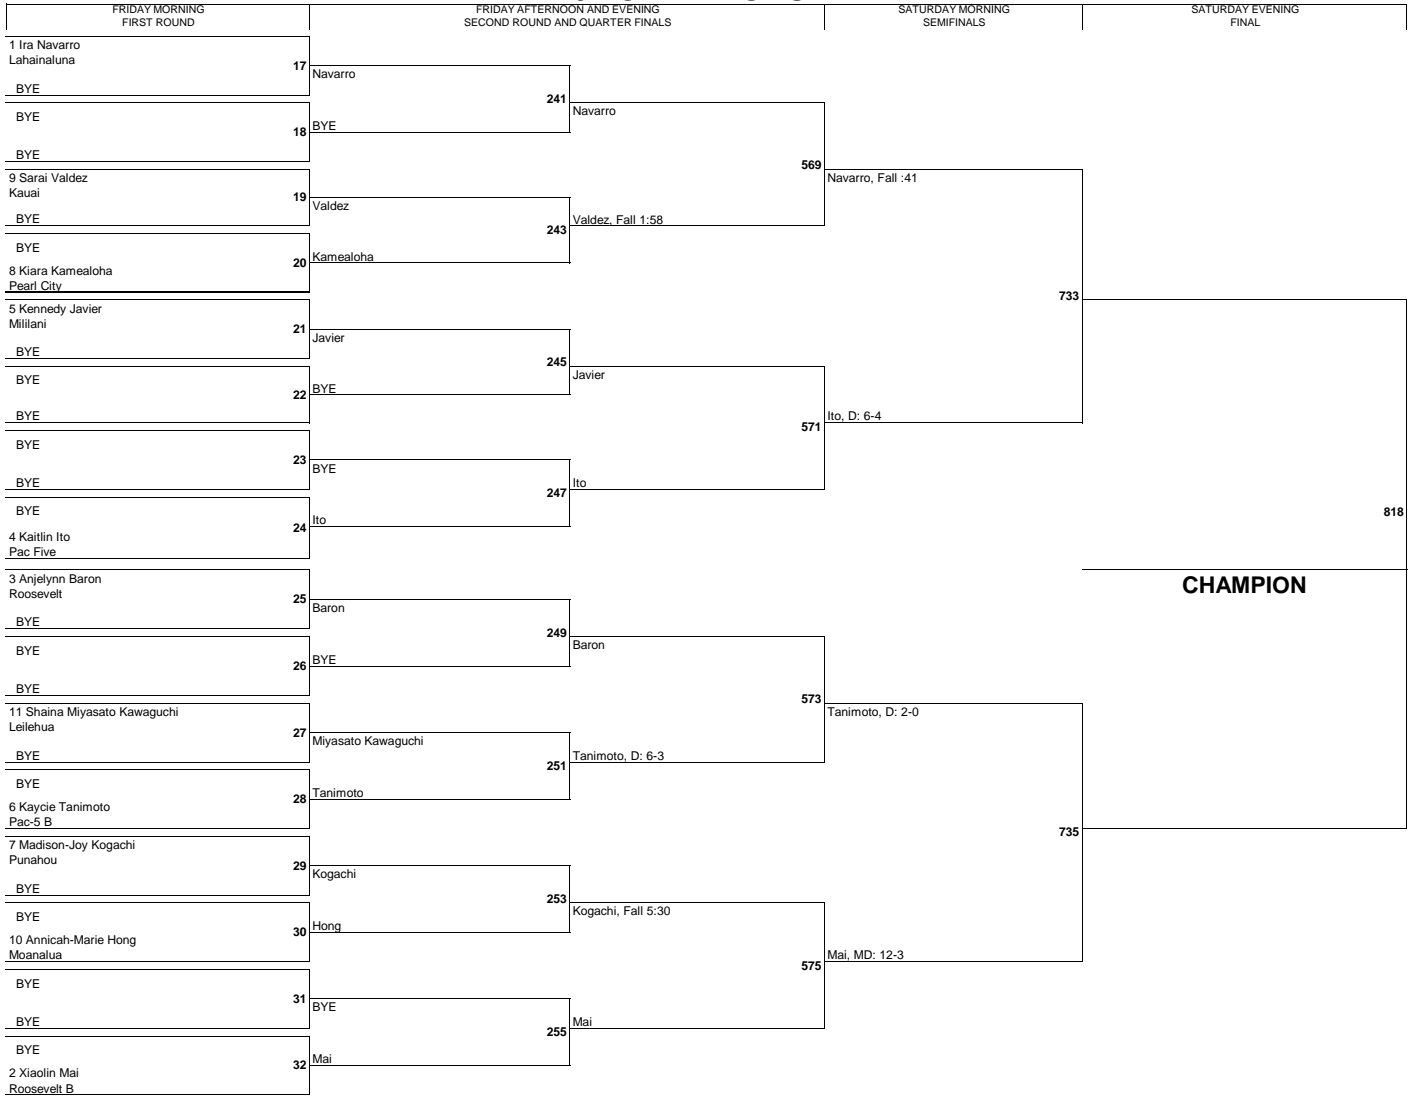 FRIDAY MORNING
FIRST ROUND
FRIDAY AFTERNOON AND EVENING
SECOND ROUND AND QUARTER FINALS
SATURDAY MORNING
SEMIFINALS
SATURDAY EVENING
FINAL
1 Ira Navarro
Lahainaluna
17
BYE
BYE
18
BYE
9 Sarai Valdez
Kauai
19
BYE
BYE
20
8 Kiara Kamealoha
Pearl City
5 Kennedy Javier
Mililani
21
BYE
BYE
22
BYE
BYE
23
BYE
BYE
24
4 Kaitlin Ito
Pac Five
3 Anjelynn Baron
Roosevelt
25
BYE
BYE
26
BYE
11 Shaina Miyasato Kawaguchi
Leilehua
27
BYE
BYE
28
6 Kaycie Tanimoto
Pac-5 B
7 Madison-Joy Kogachi
Punahou
29
BYE
BYE
30
10 Annicah-Marie Hong
Moanalua
BYE
31
BYE
BYE
32
2 Xiaolin Mai
Roosevelt B
Navarro
241
BYE
Valdez
243
Kamealoha
Javier
245
BYE
BYE
247
Ito
Baron
249
BYE
Miyasato Kawaguchi
251
Tanimoto
Kogachi
253
Hong
BYE
255
Mai
Navarro
569
Valdez, Fall 1:58
Javier
571
Ito
Baron
573
Tanimoto, D: 6-3
Kogachi, Fall 5:30
575
Mai
Navarro, Fall :41
733
Ito, D: 6-4
Tanimoto, D: 2-0
735
Mai, MD: 12-3
818
CHAMPION